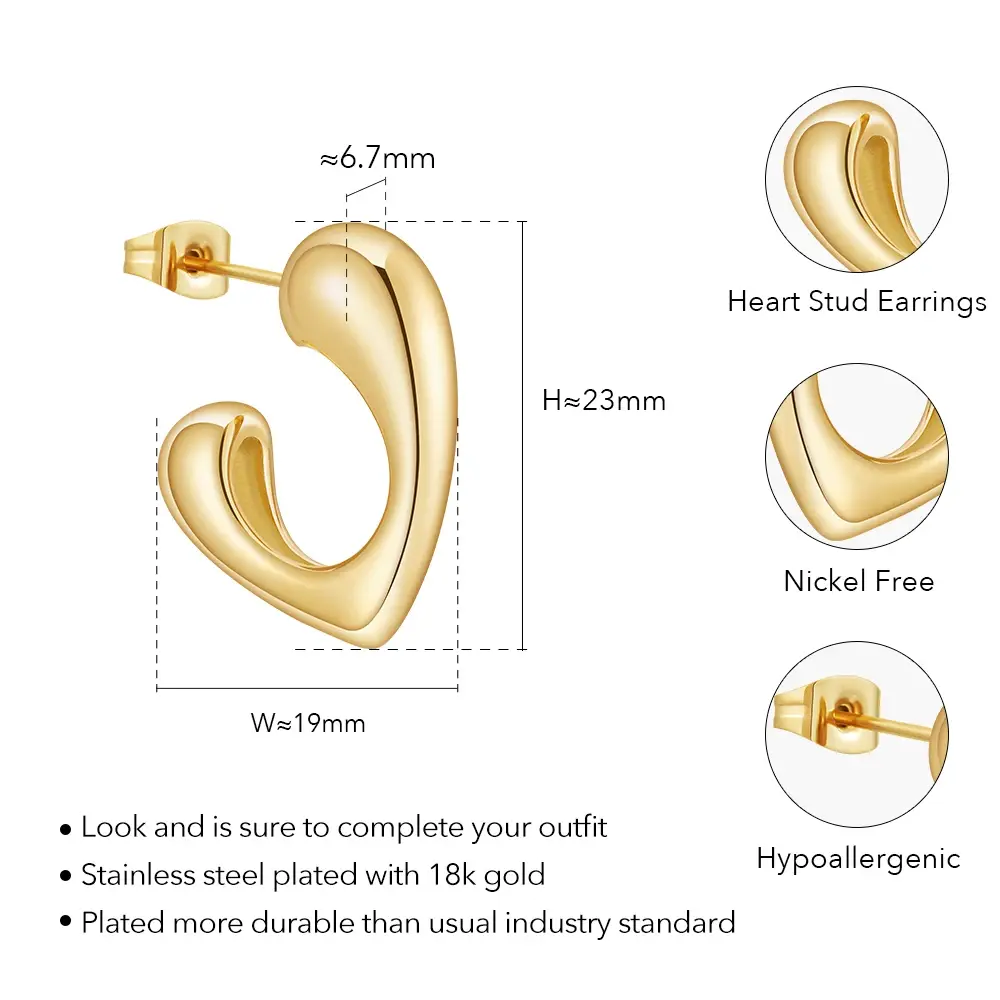 ≈6.7mm
H≈23mm
W≈19mm
Heart Stud Earrings
Nickel Free
Hypoallergenic
• Look and is sure to complete your outfit
• Stainless steel plated with 18k gold
• Plated more durable than usual industry standard